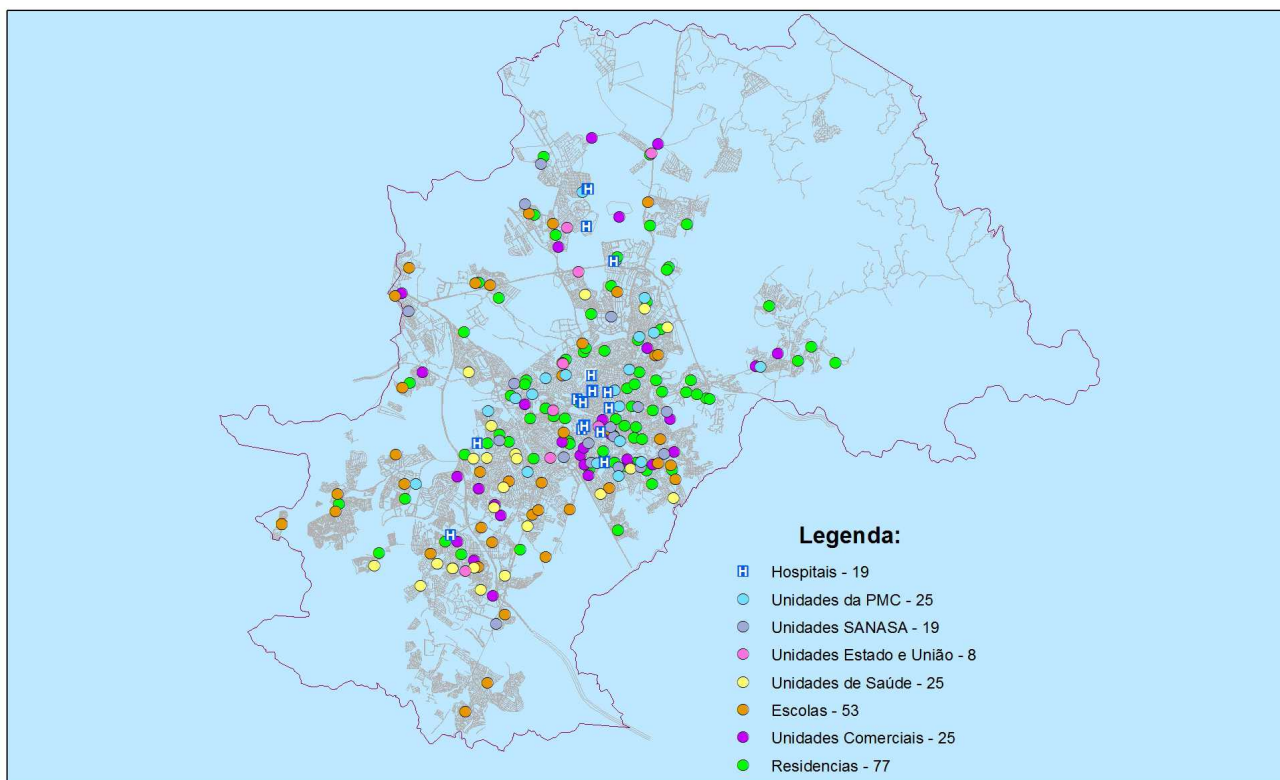 Legenda:
H Hospitais - 19
Unidades da PMC - 25
Unidades SANASA - 19
Unidades Estado e União - 8
Unidades de Saúde - 25
Escolas - 53
Unidades Comerciais - 25
Residencias - 77